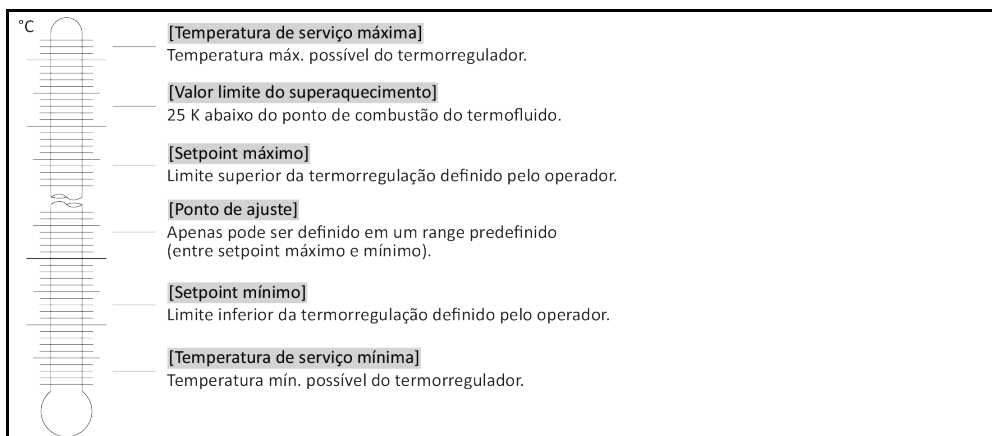 °C
[Temperatura de serviço máxima]
Temperatura máx. possível do termorregulador.
[Valor limite do superaquecimento]
25 K abaixo do ponto de combustão do termofluido.
[Setpoint máximo]
Limite superior da termorregulação definido pelo operador.
[Ponto de ajuste]
Apenas pode ser definido em um range predefinido
(entre setpoint máximo e mínimo).
[Setpoint mínimo]
Limite inferior da termorregulação definido pelo operador.
[Temperatura de serviço mínima]
Temperatura mín. possível do termorregulador.